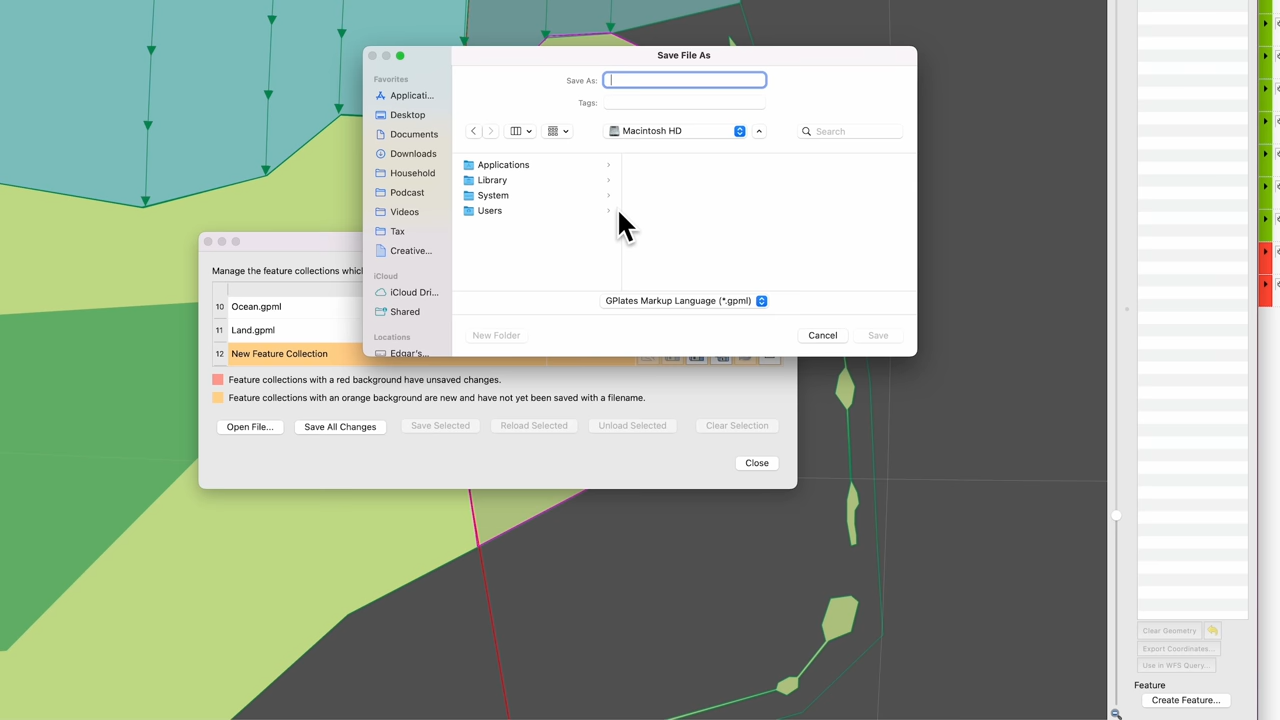 Save File As
Save As:
Tags:
Favorites
Applicati...
Desktop
Documents
Downloads
Household
Podcast
Videos
Tax
Creative...
iCloud
iCloud Dri...
Shared
Locations
Edgar's...
Macintosh HD
Search
Applications
Library
System
Users
GPlates Markup Language (*.gpml)
New Folder
Cancel
Save
Manage the feature collections whic
10 Ocean.gpml
11 Land.gpml
12 New Feature Collection
Feature collections with a red background have unsaved changes.
Feature collections with an orange background are new and have not yet been saved with a filename.
Open File...
Save All Changes
Save Selected
Reload Selected
Unload Selected
Clear Selection
Close
Clear Geometry
Export Coordinates...
Use in WFS Query...
Feature
Create Feature...